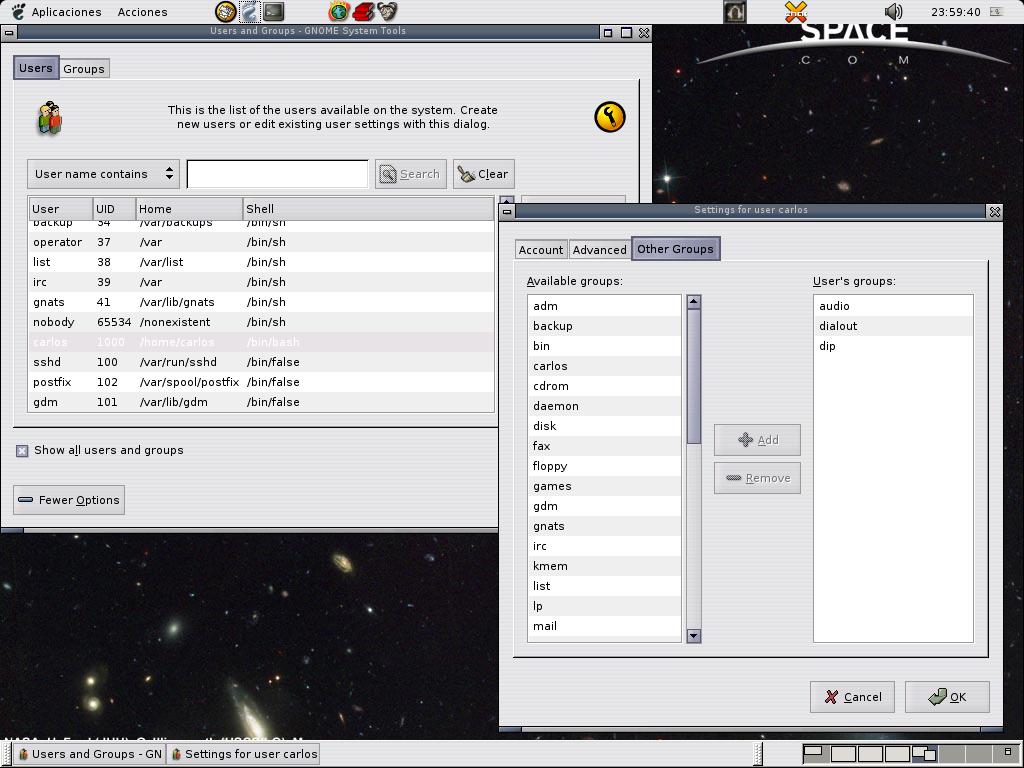 Aplicaciones Acciones 23:59:40
SPACE
C O M
Users and Groups - GNOME System Tools
Users Groups
This is the list of the users available on the system. Create
new users or edit existing user settings with this dialog.
User name contains Search Clear
User UID Home Shell
backup 34 /var/backups /bin/sh
operator 37 /var /bin/sh
list 38 /var/list /bin/sh
irc 39 /var /bin/sh
gnats 41 /var/lib/gnats /bin/sh
nobody 65534 /nonexistent /bin/sh
carlos 1000 /home/carlos /bin/bash
sshd 100 /var/run/sshd /bin/false
postfix 102 /var/spool/postfix /bin/false
gdm 101 /var/lib/gdm /bin/false
Show all users and groups
Fewer Options
Settings for user carlos
Account Advanced Other Groups
Available groups:
adm
backup
bin
carlos
cdrom
daemon
disk
fax
floppy
games
gdm
gnats
irc
kmem
list
lp
mail
Add
Remove
User's groups:
audio
dialout
dip
Cancel OK
Users and Groups - GN Settings for user carlos